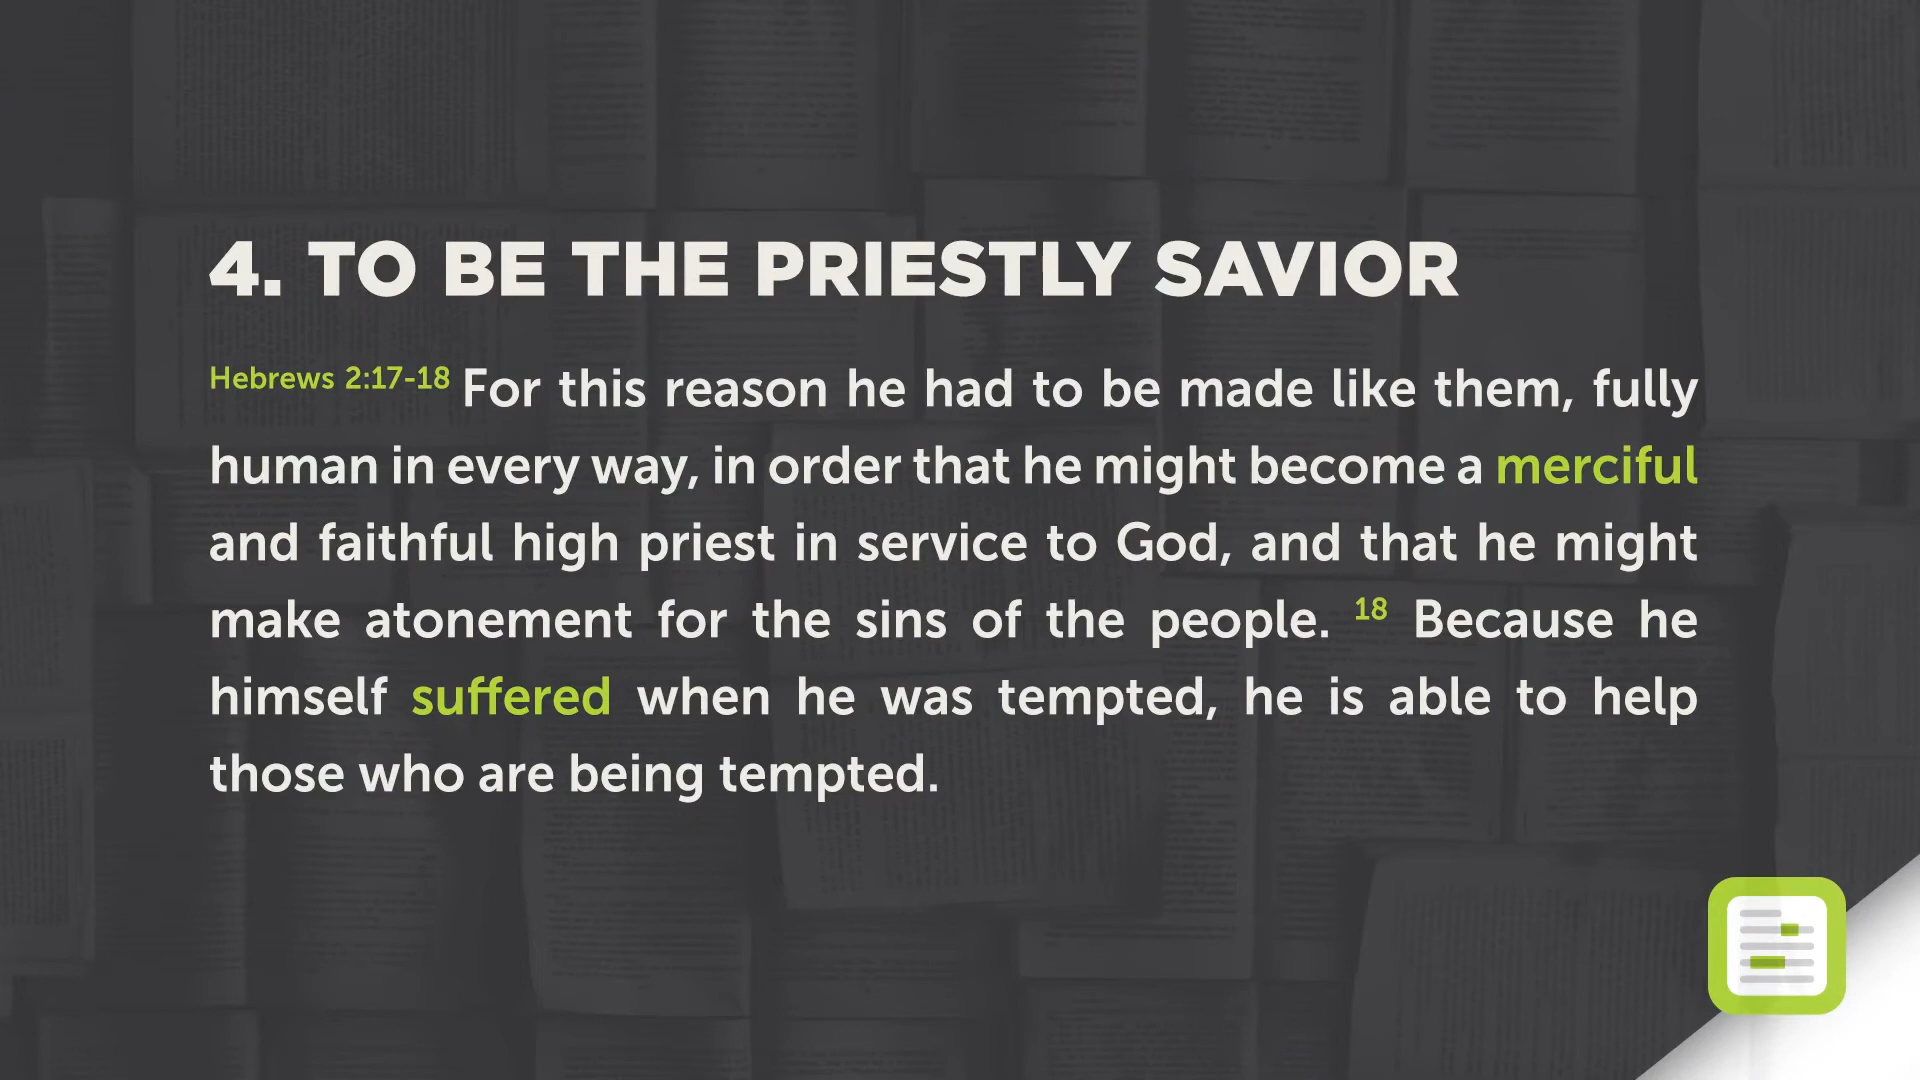 4. TO BE THE PRIESTLY SAVIOR
Hebrews 2:17-18 For this reason he had to be made like them, fully
human in every way, in order that he might become a merciful
and faithful high priest in service to God, and that he might
make atonement for the sins of the people. 18 Because he
himself suffered when he was tempted, he is able to help
those who are being tempted.